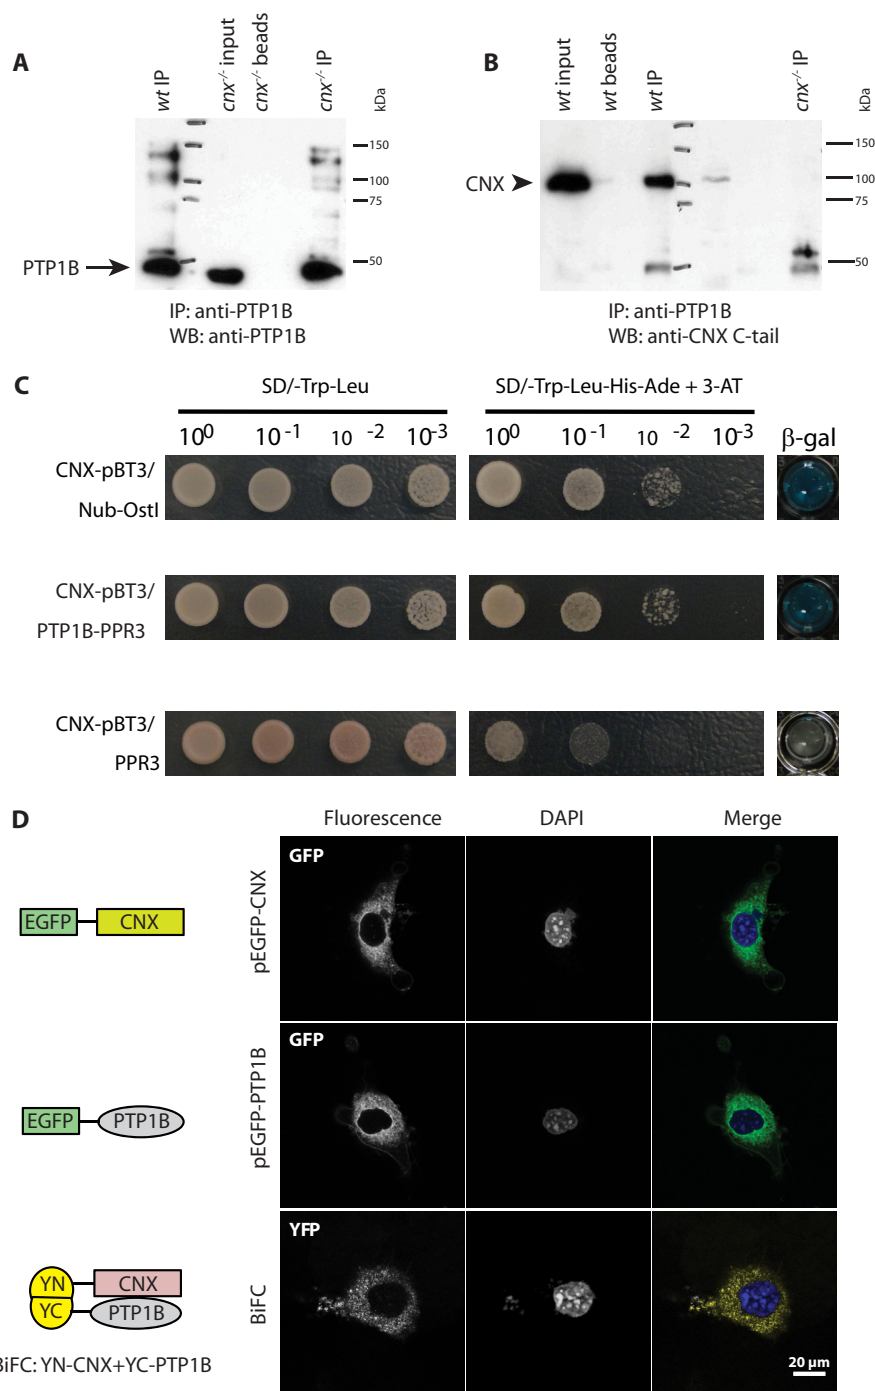 A
wt IP
cnx-/- input
cnx-/- beads
cnx-/- IP
kDa
150
100
75
50
PTP1B
IP: anti-PTP1B
WB: anti-PTP1B
B
wt input
wt beads
wt IP
cnx-/- IP
kDa
150
100
75
50
CNX
IP: anti-PTP1B
WB: anti-CNX C-tail
C
SD/-Trp-Leu
SD/-Trp-Leu-His-Ade + 3-AT
10^0 10^-1 10^-2 10^-3
10^0 10^-1 10^-2 10^-3
β-gal
CNX-pBT3/
Nub-OstI
CNX-pBT3/
PTP1B-PPR3
CNX-pBT3/
PPR3
D
Fluorescence
DAPI
Merge
EGFP
CNX
pEGFP-CNX
GFP
EGFP
PTP1B
pEGFP-PTP1B
GFP
YN
CNX
YC
PTP1B
BiFC
YFP
20 µm
BiFC: YN-CNX+YC-PTP1B